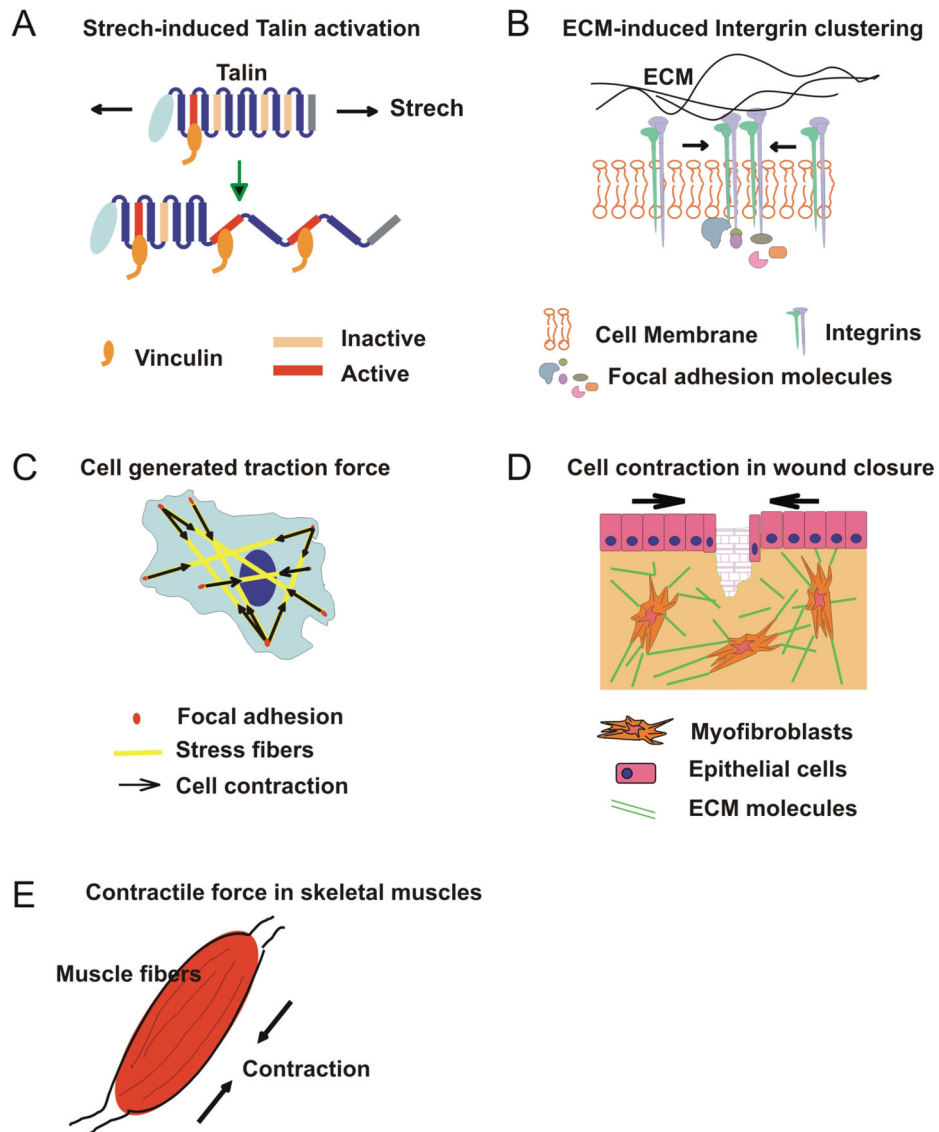 A
Strech-induced Talin activation
Talin
Strech
Vinculin
Inactive
Active
B
ECM-induced Intergrin clustering
ECM
Cell Membrane
Integrins
Focal adhesion molecules
C
Cell generated traction force
Focal adhesion
Stress fibers
Cell contraction
D
Cell contraction in wound closure
Myofibroblasts
Epithelial cells
ECM molecules
E
Contractile force in skeletal muscles
Muscle fibers
Contraction